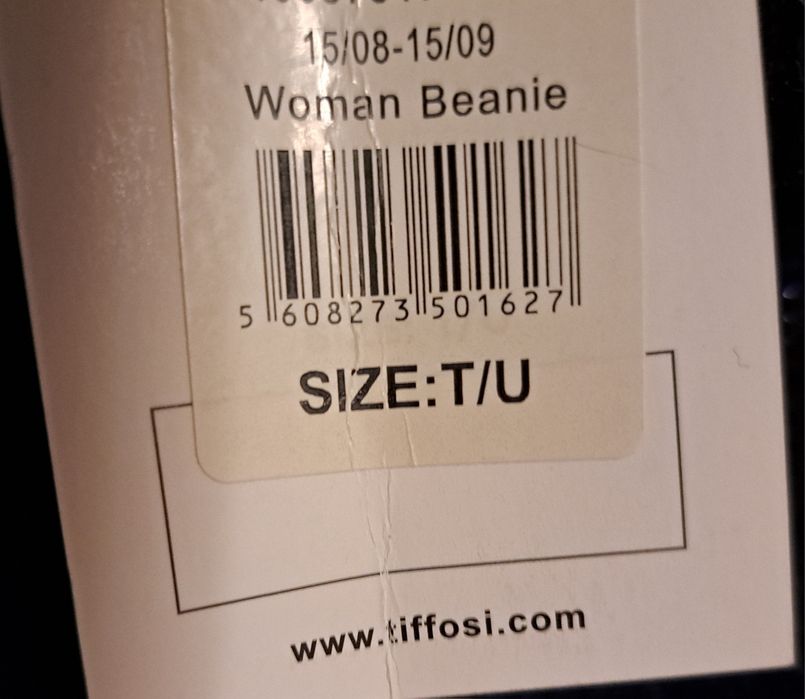 15/08-15/09
Woman Beanie
5 608273 501627
SIZE:T/U
www.tiffosi.com